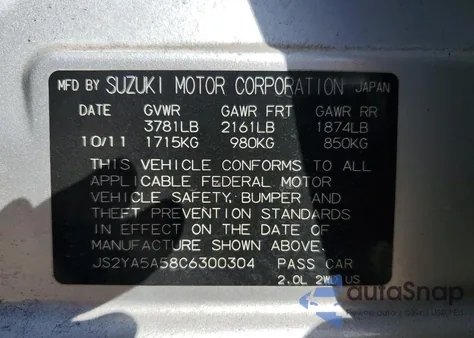 MFD BY SUZUKI MOTOR CORPORATION JAPAN
DATE GVWR GAWR FRT GAWR RR
3781LB 2161LB 1874LB
10/11 1715KG 980KG 850KG
THIS VEHICLE CONFORMS TO ALL
APPLICABLE FEDERAL MOTOR
VEHICLE SAFETY, BUMPER AND
THEFT PREVENTION STANDARDS
IN EFFECT ON THE DATE OF
MANUFACTURE SHOWN ABOVE.
JS2YA5A58C6300304 PASS CAR
2.0L 2WD US
autoSnap